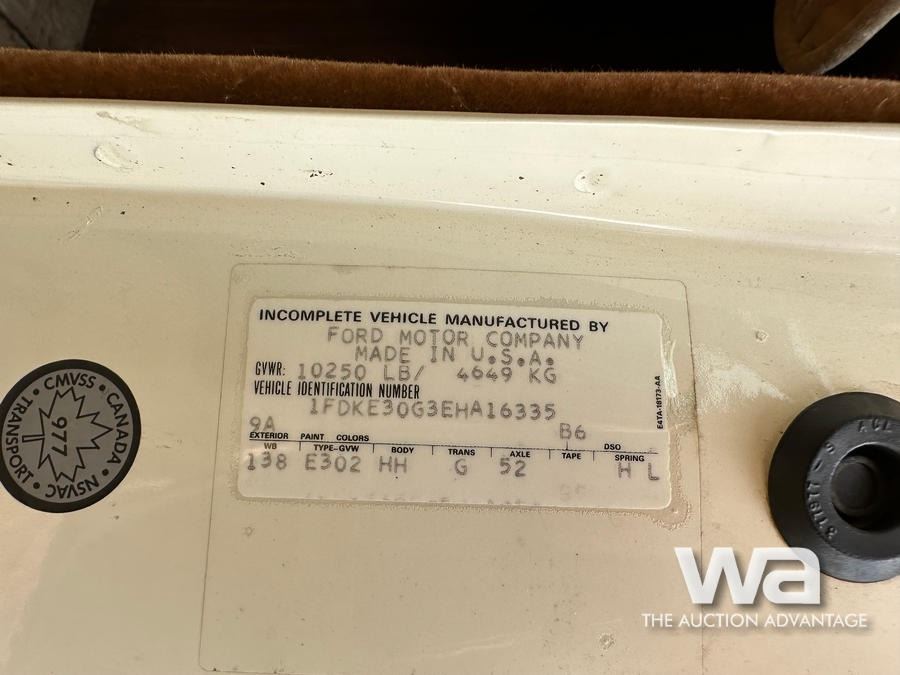 INCOMPLETE VEHICLE MANUFACTURED BY
FORD MOTOR COMPANY
MADE IN U.S.A.
GVWR: 10250 LB/ 4649 KG
VEHICLE IDENTIFICATION NUMBER
1FDKE30G3EHA16335
9A B6
EXTERIOR PAINT COLORS DSO
WB TYPE-GVW BODY TRANS AXLE TAPE SPRING
138 E302 HH G 52 H L
E4TA-18173-AA
CMVSS • CANADA • NSVAC • TRANSPORT •
977
wa
THE AUCTION ADVANTAGE